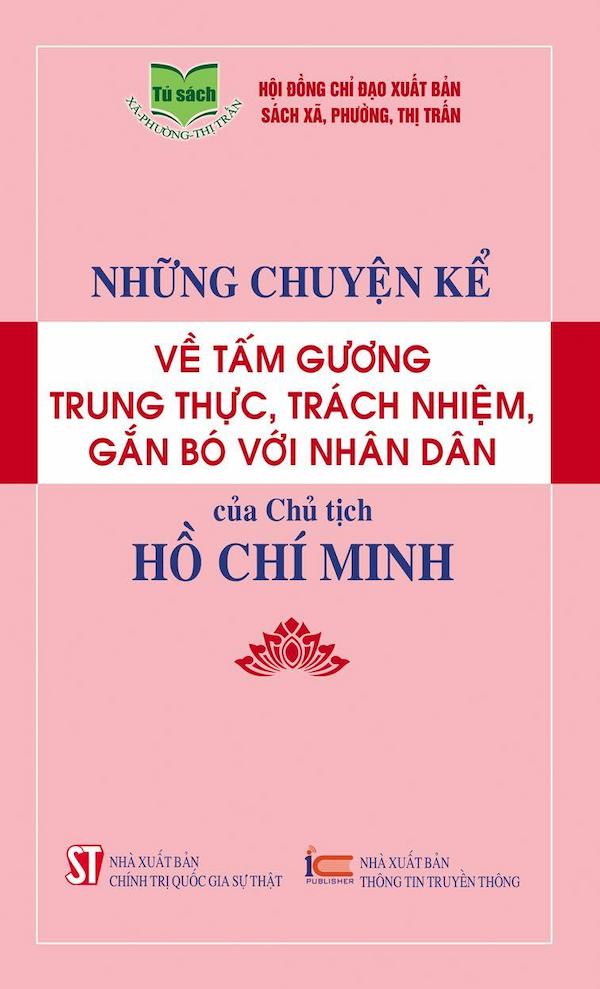 Tủ sách
XÃ-PHƯỜNG-THỊ TRẤN
HỘI ĐỒNG CHỈ ĐẠO XUẤT BẢN
SÁCH XÃ, PHƯỜNG, THỊ TRẤN
NHỮNG CHUYỆN KỂ
VỀ TẤM GƯƠNG
TRUNG THỰC, TRÁCH NHIỆM,
GẮN BÓ VỚI NHÂN DÂN
của Chủ tịch
HỒ CHÍ MINH
ST
NHÀ XUẤT BẢN
CHÍNH TRỊ QUỐC GIA SỰ THẬT
ic
PUBLISHER
NHÀ XUẤT BẢN
THÔNG TIN TRUYỀN THÔNG